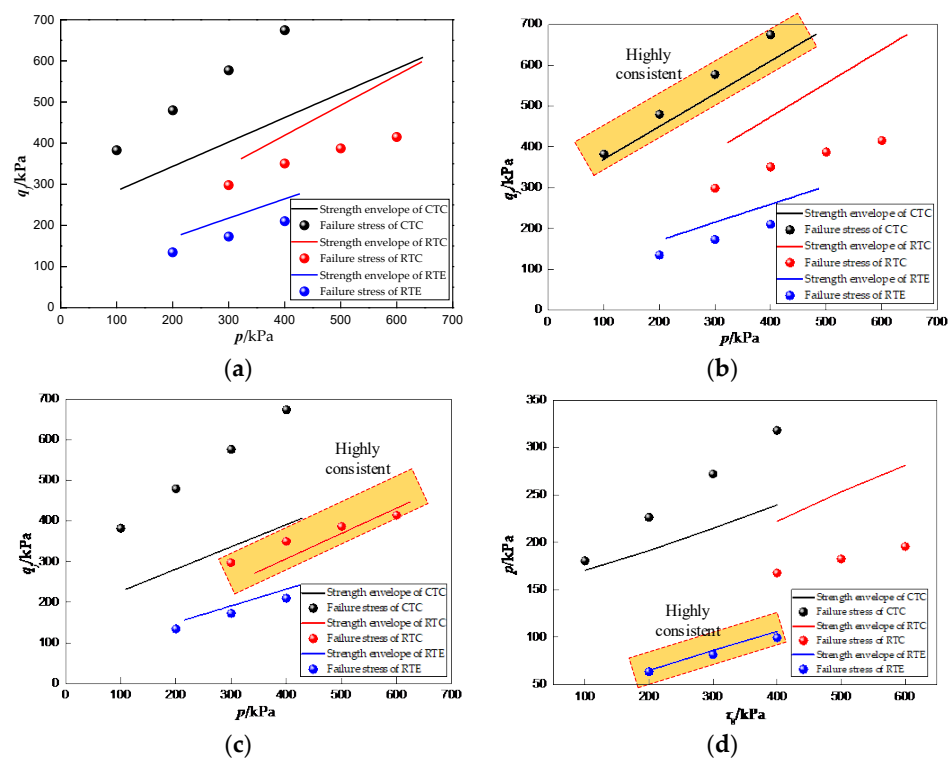 700
600
500
400
300
200
100
0
q_f/kPa
Strength envelope of CTC
Failure stress of CTC
Strength envelope of RTC
Failure stress of RTC
Strength envelope of RTE
Failure stress of RTE
0 100 200 300 400 500 600 700
p/kPa
(a)
700
600
500
400
300
200
100
0
q_f/kPa
Highly
consistent
Strength envelope of CTC
Failure stress of CTC
Strength envelope of RTC
Failure stress of RTC
Strength envelope of RTE
Failure stress of RTE
0 100 200 300 400 500 600 700
p/kPa
(b)
700
600
500
400
300
200
100
0
q_f/kPa
Highly
consistent
Strength envelope of CTC
Failure stress of CTC
Strength envelope of RTC
Failure stress of RTC
Strength envelope of RTE
Failure stress of RTE
0 100 200 300 400 500 600 700
p/kPa
(c)
350
300
250
200
150
100
50
p/kPa
Highly
consistent
Strength envelope of CTC
Failure stress of CTC
Strength envelope of RTC
Failure stress of RTC
Strength envelope of RTE
Failure stress of RTE
100 200 300 400 500 600
/kPa
(d)